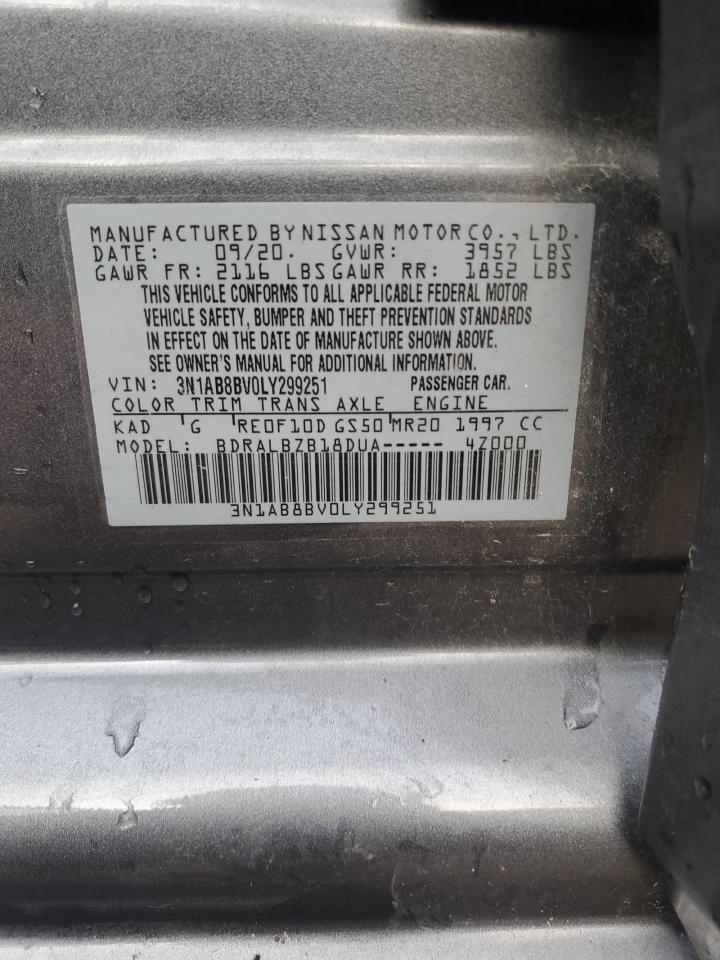 MANUFACTURED BY NISSAN MOTOR CO., LTD.
DATE: 09/20. GVWR: 3957 LBS
GAWR FR: 2116 LBS GAWR RR: 1852 LBS
THIS VEHICLE CONFORMS TO ALL APPLICABLE FEDERAL MOTOR
VEHICLE SAFETY, BUMPER AND THEFT PREVENTION STANDARDS
IN EFFECT ON THE DATE OF MANUFACTURE SHOWN ABOVE.
SEE OWNER'S MANUAL FOR ADDITIONAL INFORMATION.
VIN: 3N1AB8BV0LY299251 PASSENGER CAR.
COLOR TRIM TRANS AXLE ENGINE
KAD G RE0F10D GS50 MR20 1997 CC
MODEL: BDRALBZB18DUA----- 4Z000
3N1AB8BV0LY299251